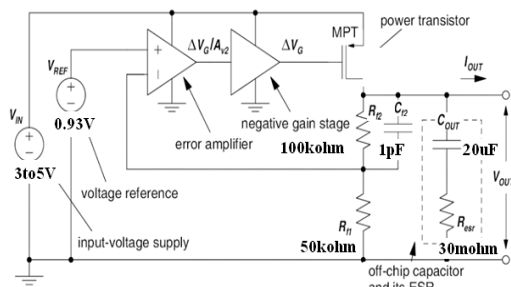 power transistor
MPT
ΔV_G/A_v2
ΔV_G
I_OUT
V_REF
+
−
+
−
R_f2
C_f2
C_OUT
V_IN
+
−
0.93V
negative gain stage
error amplifier
100kohm
1pF
20uF
V_OU
3to5V
voltage reference
R_f1
R_esr
input-voltage supply
50kohm
30mohm
off-chip capacitor
and its ESR